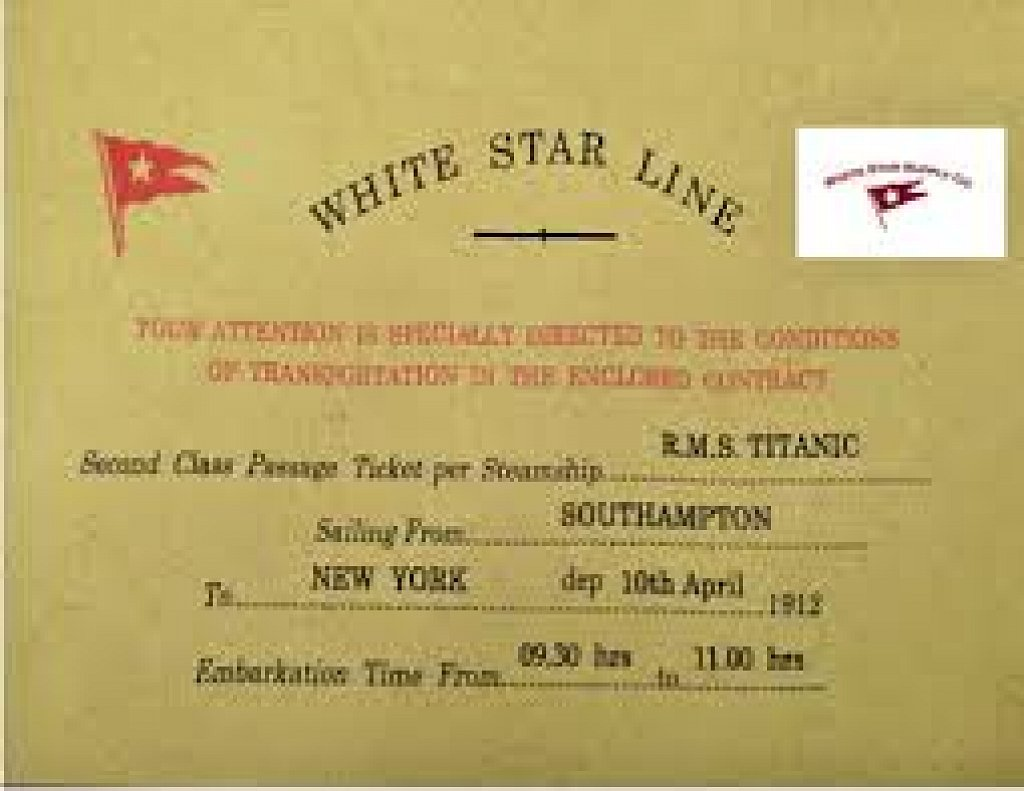 WHITE STAR LINE
YOUR ATTENTION IS SPECIALLY DIRECTED TO THE CONDITIONS
OF TRANSPORTATION IN THE ENCLOSED CONTRACT
Second Class Passage Ticket per Steamship R.M.S. TITANIC
Sailing From SOUTHAMPTON
To NEW YORK dep 10th April 1912
Embarkation Time From 09.30 hrs to 11.00 hrs